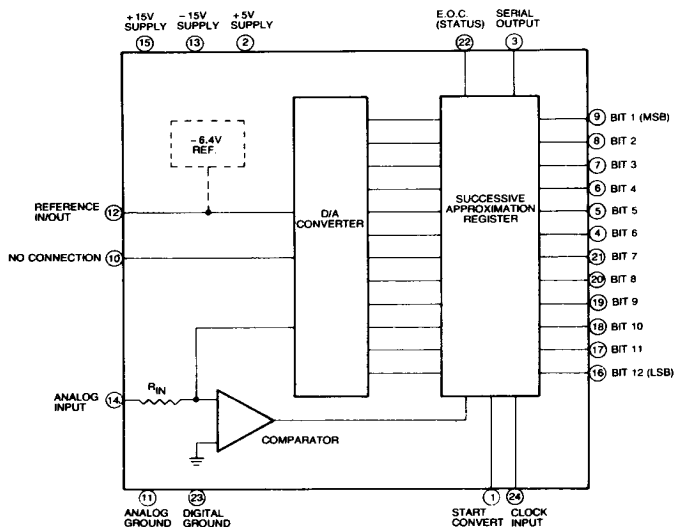 +15V SUPPLY
15
−15V SUPPLY
13
+5V SUPPLY
2
E.O.C. (STATUS)
22
SERIAL OUTPUT
3
−6.4V REF.
REFERENCE IN/OUT
12
NO CONNECTION
10
ANALOG INPUT
14
RIN
D/A CONVERTER
COMPARATOR
SUCCESSIVE APPROXIMATION REGISTER
9 BIT 1 (MSB)
8 BIT 2
7 BIT 3
6 BIT 4
5 BIT 5
4 BIT 6
21 BIT 7
20 BIT 8
19 BIT 9
18 BIT 10
17 BIT 11
16 BIT 12 (LSB)
11
ANALOG GROUND
23
DIGITAL GROUND
1
START CONVERT
24
CLOCK INPUT